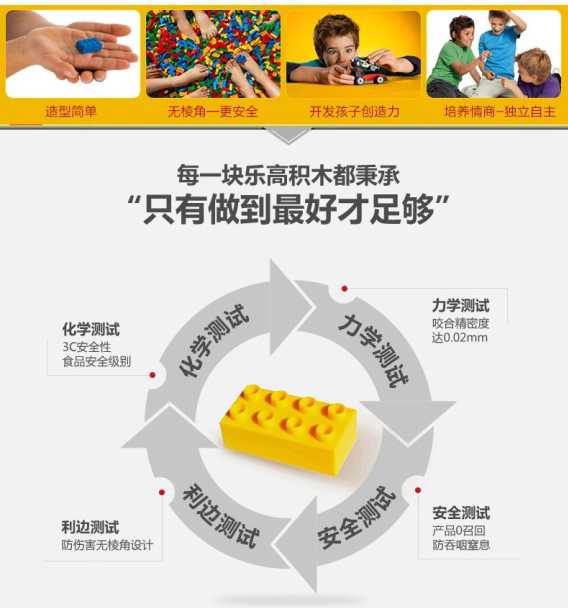 造型简单
无棱角—更安全
开发孩子创造力
培养情商-独立自主
每一块乐高积木都秉承
“只有做到最好才足够”
化学测试
力学测试
化学测试
3C安全性
食品安全级别
力学测试
咬合精密度
达0.02mm
利边测试
安全测试
利边测试
防伤害无棱角设计
安全测试
产品0召回
防吞咽窒息